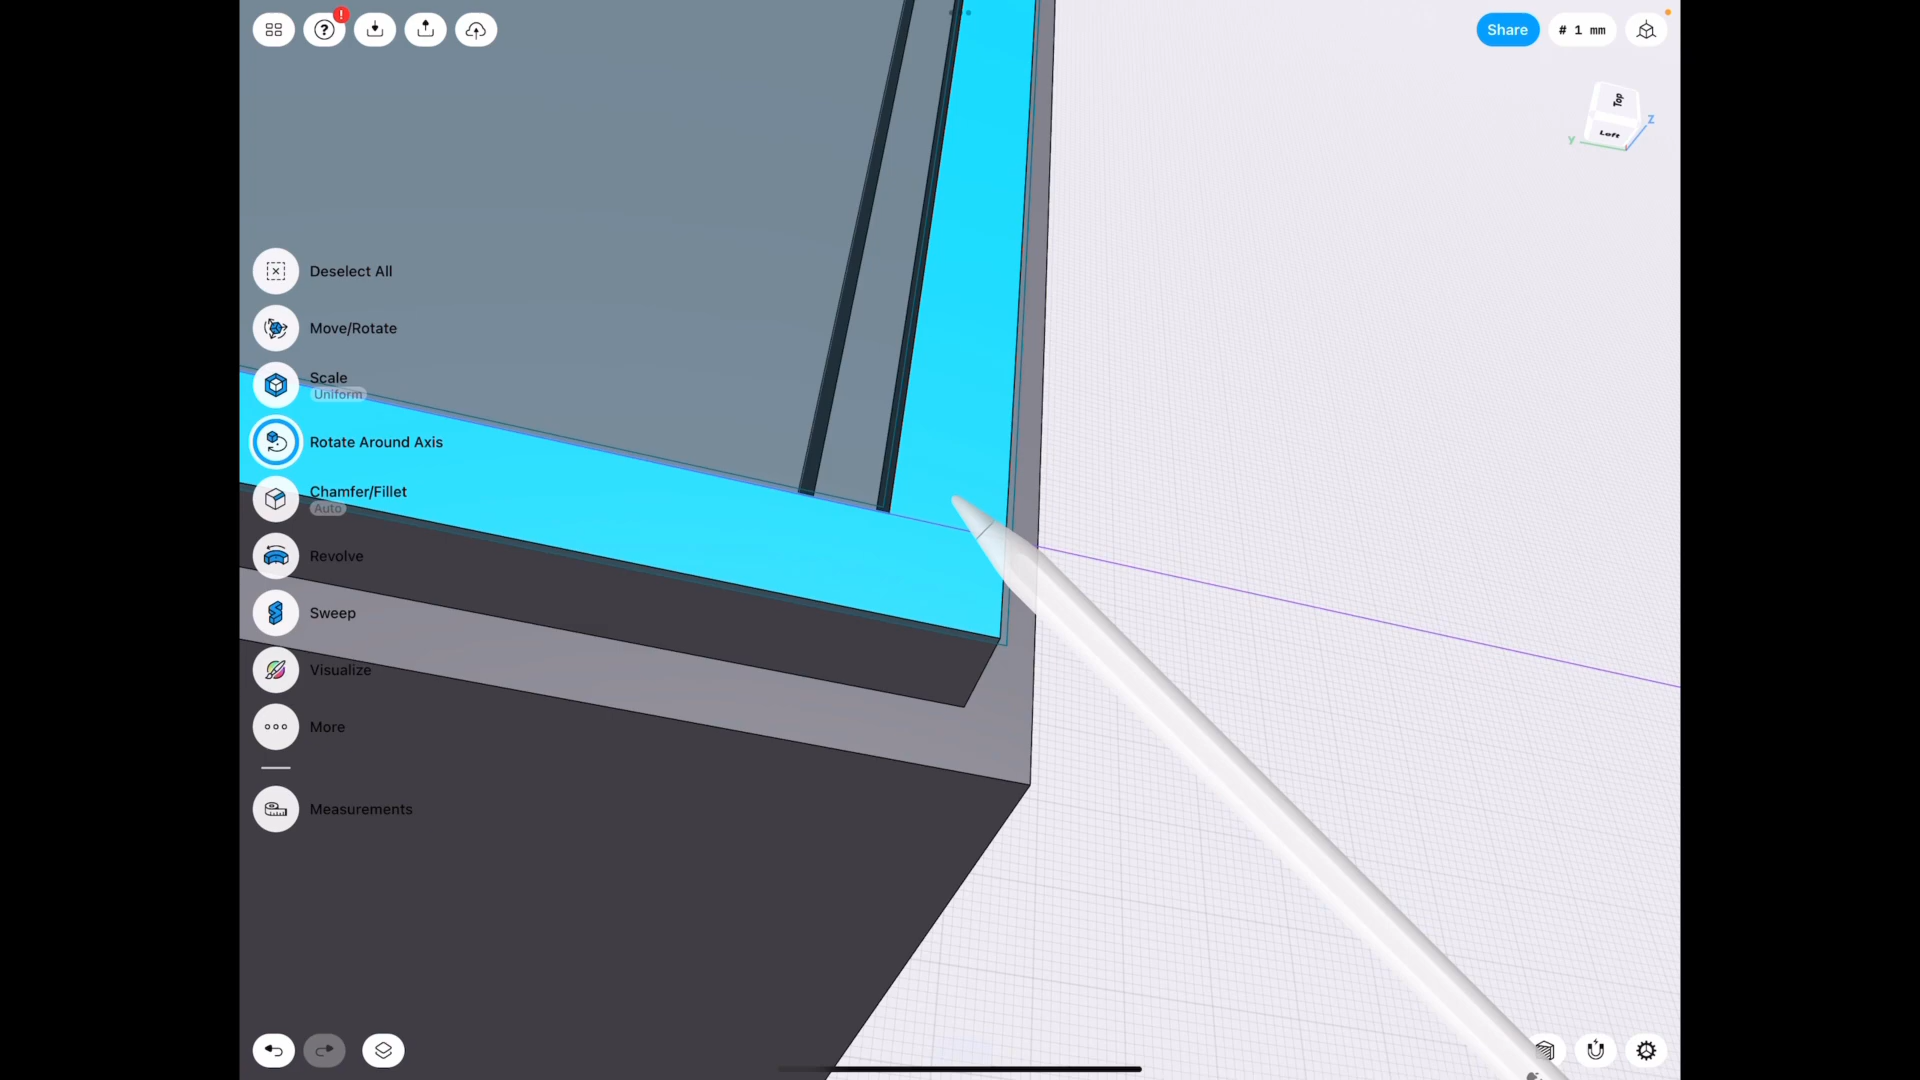 ?
!
Share
# 1 mm
Top
Left
Y
Z
Deselect All
Move/Rotate
Scale
Uniform
Rotate Around Axis
Chamfer/Fillet
Auto
Revolve
Sweep
Visualize
More
Measurements